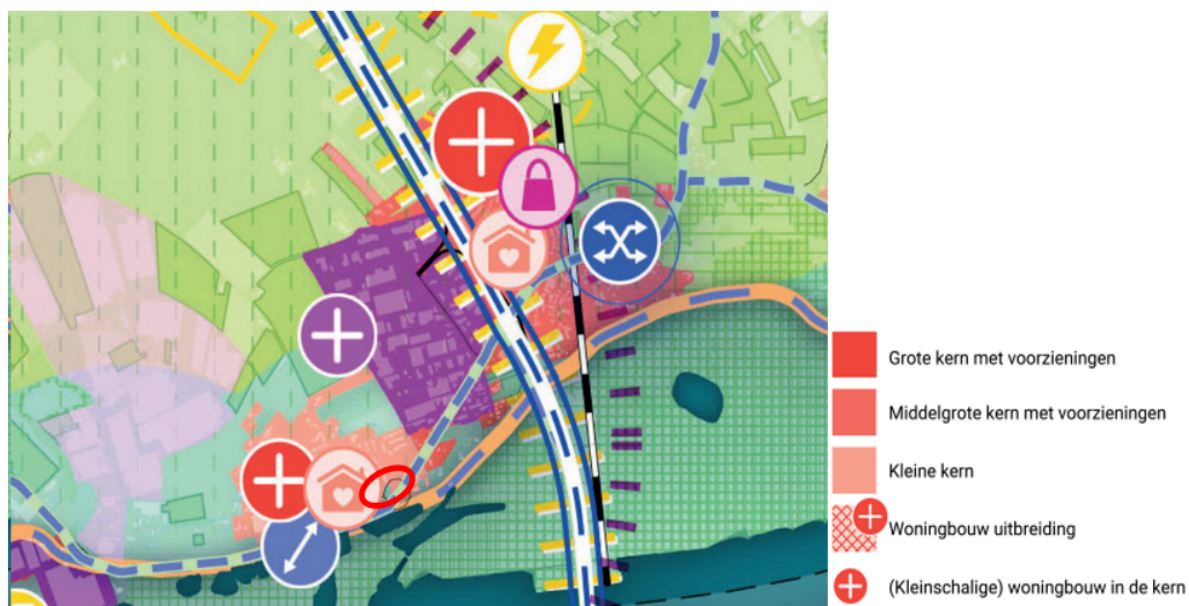 Grote kern met voorzieningen
Middelgrote kern met voorzieningen
Kleine kern
Woningbouw uitbreiding
(Kleinschalige) woningbouw in de kern